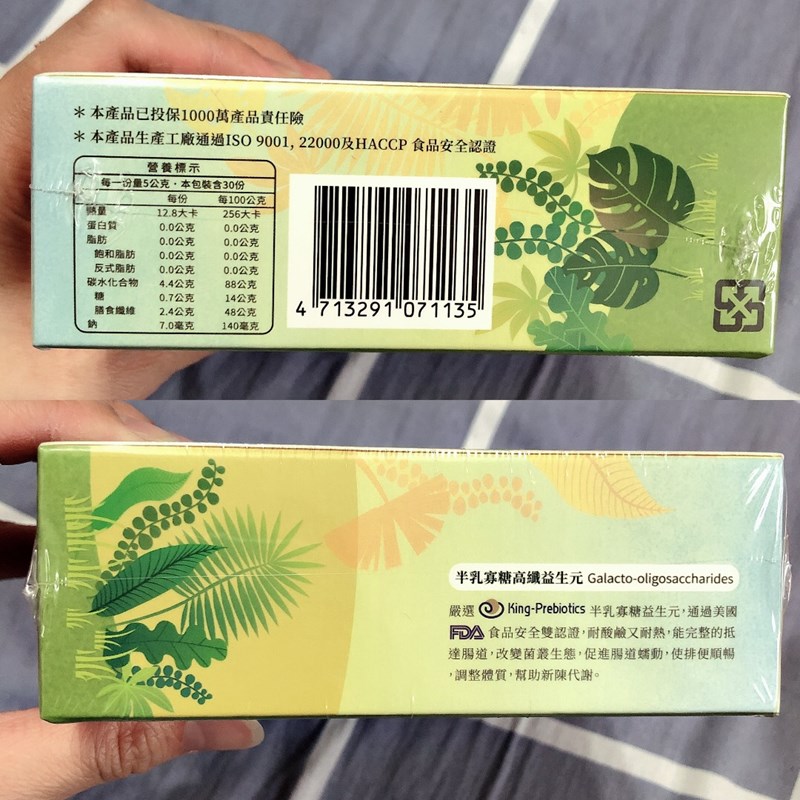 ＊本產品已投保1000萬產品責任險
＊本產品生產工廠通過ISO 9001, 22000及HACCP 食品安全認證
營養標示
每一份量5公克，本包裝含30份
每份 每100公克
熱量 12.8大卡 256大卡
蛋白質 0.0公克 0.0公克
脂肪 0.0公克 0.0公克
飽和脂肪 0.0公克 0.0公克
反式脂肪 0.0公克 0.0公克
碳水化合物 4.4公克 88公克
糖 0.7公克 14公克
膳食纖維 2.4公克 48公克
鈉 7.0毫克 140毫克
4 713291 071135
半乳寡糖高纖益生元 Galacto-oligosaccharides
嚴選 King-Prebiotics 半乳寡糖益生元，通過美國
FDA 食品安全雙認證，耐酸鹼又耐熱，能完整的抵
達腸道，改變菌叢生態，促進腸道蠕動，使排便順暢
，調整體質，幫助新陳代謝。